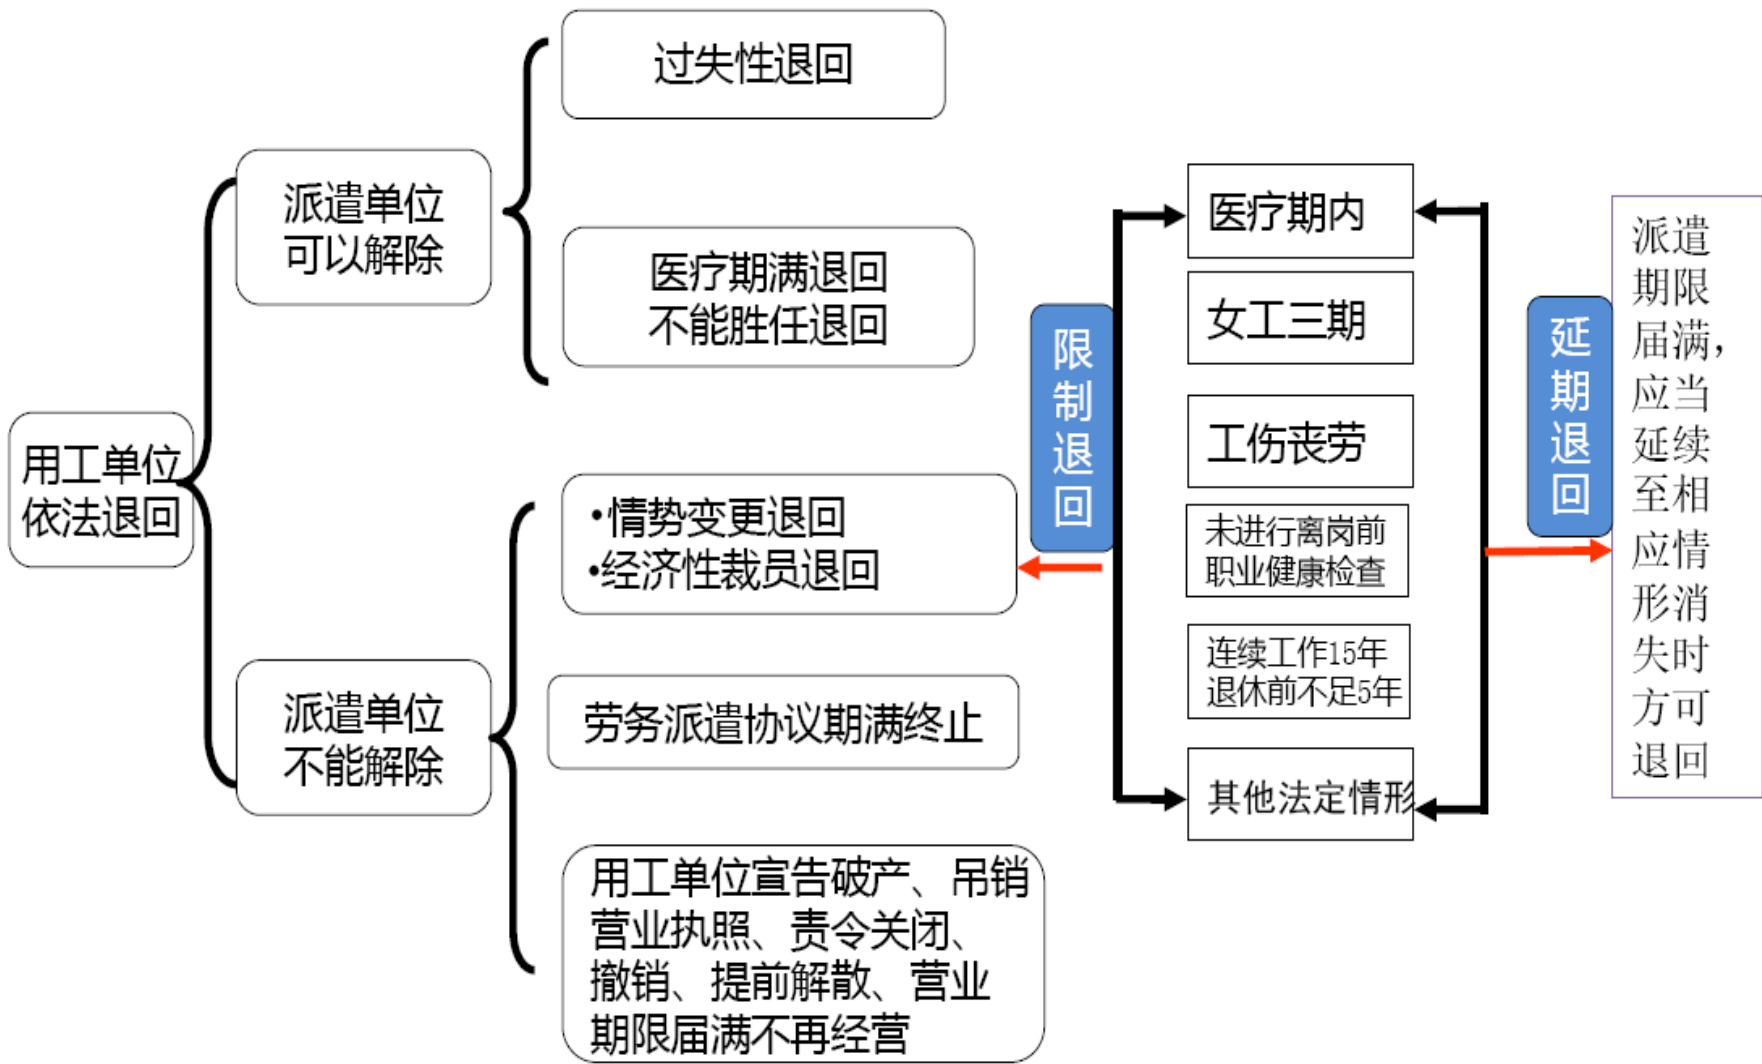 用工单位
依法退回
派遣单位
可以解除
过失性退回
医疗期满退回
不能胜任退回
派遣单位
不能解除
•情势变更退回
•经济性裁员退回
劳务派遣协议期满终止
用工单位宣告破产、吊销
营业执照、责令关闭、
撤销、提前解散、营业
期限届满不再经营
限
制
退
回
医疗期内
女工三期
工伤丧劳
未进行离岗前
职业健康检查
连续工作15年
退休前不足5年
其他法定情形
延
期
退
回
派遣
期限
届满，
应当
延续
至相
应情
形消
失时
方可
退回